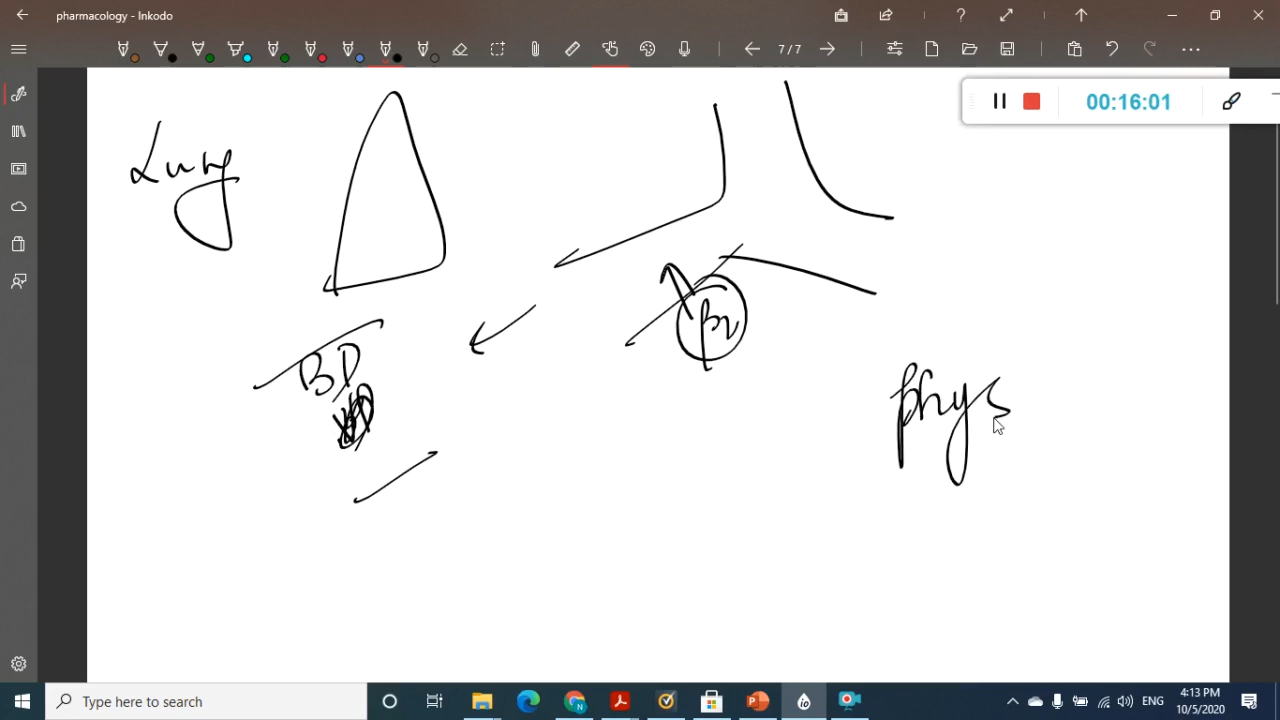 pharmacology - Inkodo
7/7
00:16:01
Lung
β2
BD
phys
Type here to search
ENG
4:13 PM
10/5/2020